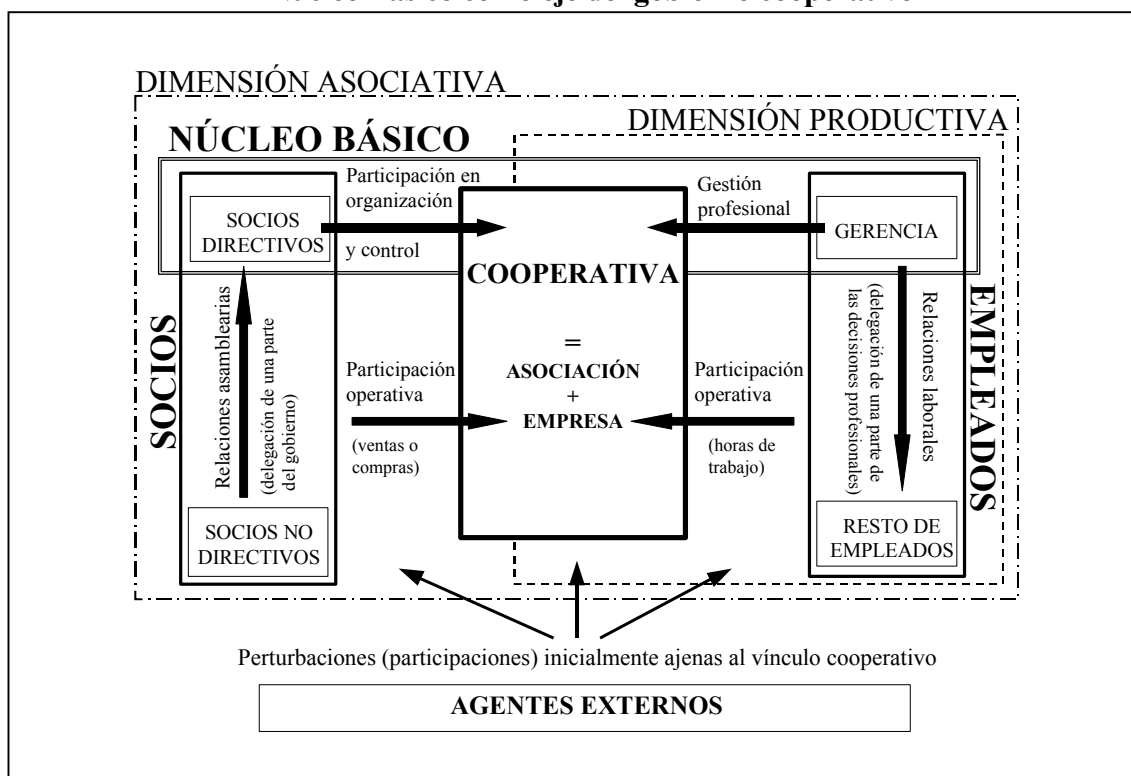 DIMENSIÓN ASOCIATIVA
DIMENSIÓN PRODUCTIVA
NÚCLEO BÁSICO
SOCIOS
SOCIOS
DIRECTIVOS
Participación en
organización
y control
Gestión
profesional
GERENCIA
COOPERATIVA
=
ASOCIACIÓN
+
EMPRESA
Relaciones asamblearias
(delegación de una parte
del gobierno)
Participación
operativa
(ventas o
compras)
Participación
operativa
(horas de
trabajo)
(delegación de una parte de
las decisiones profesionales)
Relaciones laborales
EMPLEADOS
SOCIOS NO
DIRECTIVOS
RESTO DE
EMPLEADOS
Perturbaciones (participaciones) inicialmente ajenas al vínculo cooperativo
AGENTES EXTERNOS